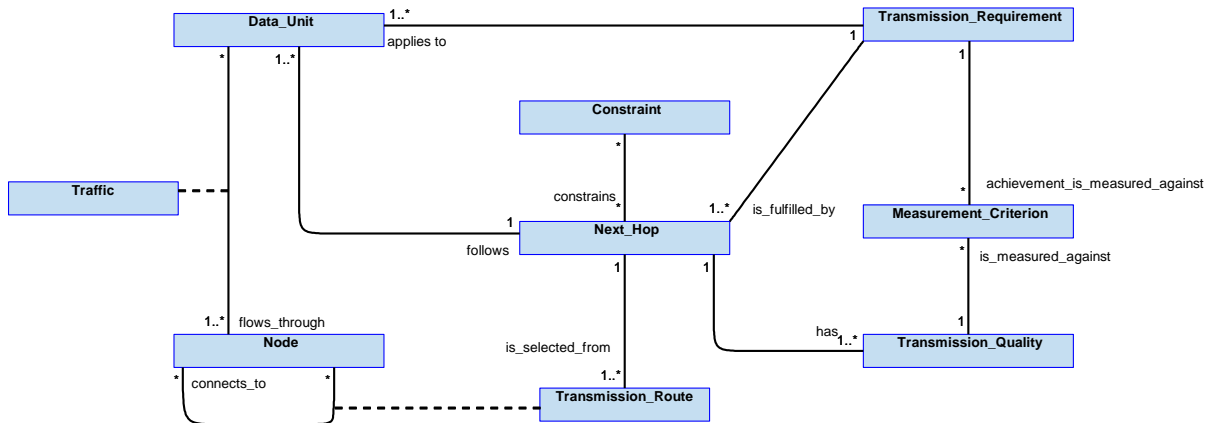 Data_Unit
1..*
applies to
1
Transmission_Requirement
*
1..*
1
1
Constraint
*
constrains
*
Traffic
1..*
is_fulfilled_by
*
achievement_is_measured_against
Measurement_Criterion
*
is_measured_against
1
follows
Next_Hop
1
1
1..*
flows_through
Node
*
connects_to
*
is_selected_from
1..*
Transmission_Route
has
1..*
1
Transmission_Quality